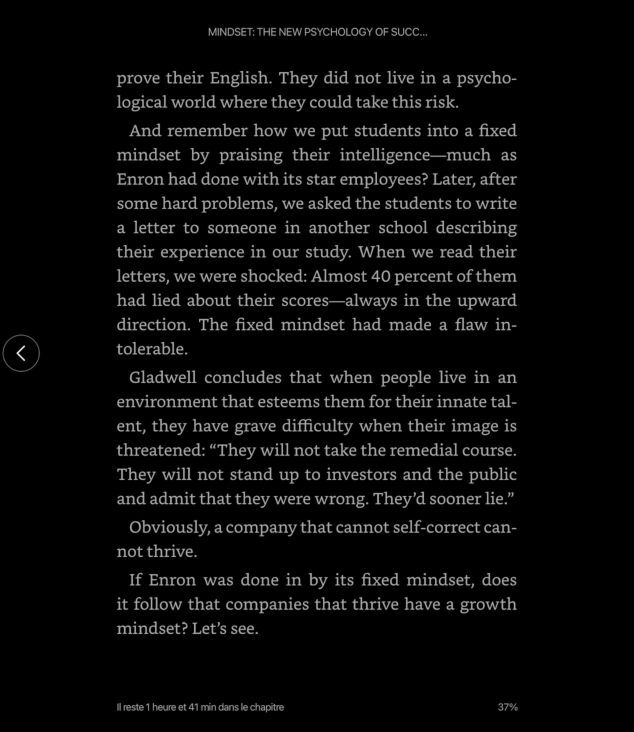 MINDSET: THE NEW PSYCHOLOGY OF SUCC...
prove their English. They did not live in a psycho-
logical world where they could take this risk.
And remember how we put students into a fixed
mindset by praising their intelligence—much as
Enron had done with its star employees? Later, after
some hard problems, we asked the students to write
a letter to someone in another school describing
their experience in our study. When we read their
letters, we were shocked: Almost 40 percent of them
had lied about their scores—always in the upward
direction. The fixed mindset had made a flaw in-
tolerable.
Gladwell concludes that when people live in an
environment that esteems them for their innate tal-
ent, they have grave difficulty when their image is
threatened: “They will not take the remedial course.
They will not stand up to investors and the public
and admit that they were wrong. They’d sooner lie.”
Obviously, a company that cannot self-correct can-
not thrive.
If Enron was done in by its fixed mindset, does
it follow that companies that thrive have a growth
mindset? Let’s see.
Il reste 1 heure et 41 min dans le chapitre
37%